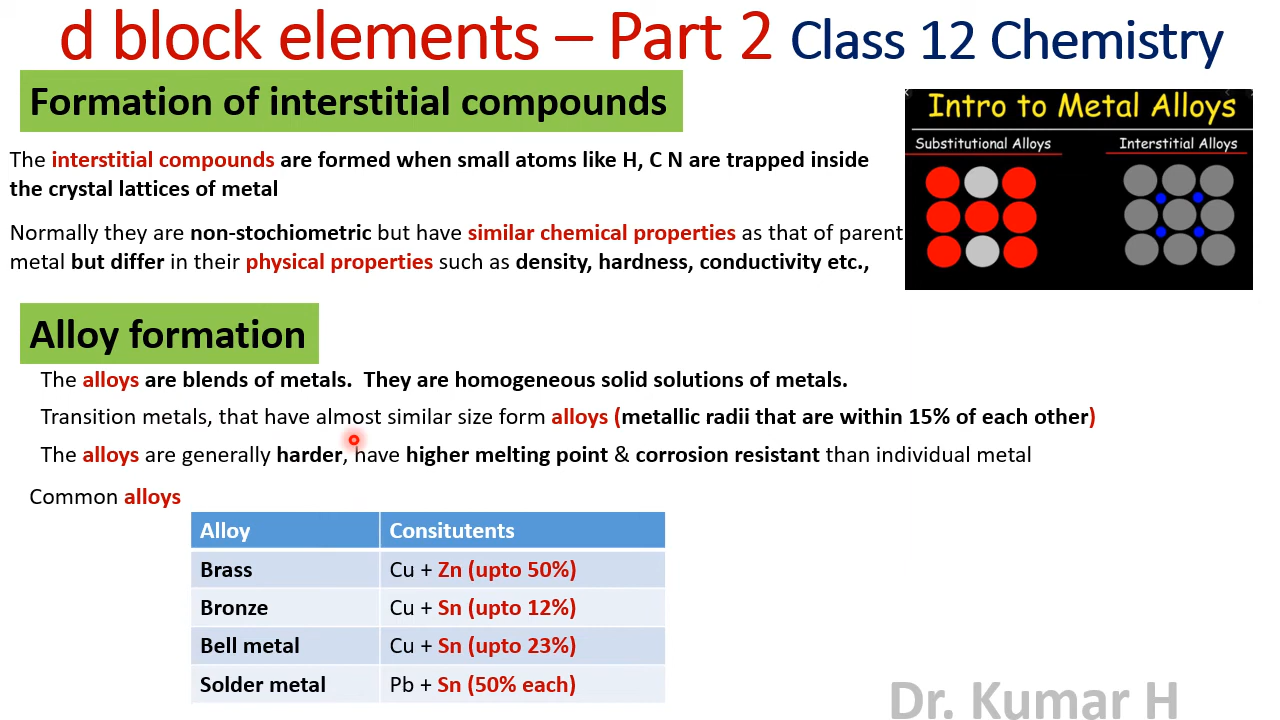 d block elements – Part 2 Class 12 Chemistry
Formation of interstitial compounds
The interstitial compounds are formed when small atoms like H, C N are trapped inside
the crystal lattices of metal
Normally they are non-stochiometric but have similar chemical properties as that of parent
metal but differ in their physical properties such as density, hardness, conductivity etc.,
Intro to Metal Alloys
Substitutional Alloys
Interstitial Alloys
Alloy formation
The alloys are blends of metals. They are homogeneous solid solutions of metals.
Transition metals, that have almost similar size form alloys (metallic radii that are within 15% of each other)
The alloys are generally harder, have higher melting point & corrosion resistant than individual metal
Common alloys
Alloy Consitutents
Brass Cu + Zn (upto 50%)
Bronze Cu + Sn (upto 12%)
Bell metal Cu + Sn (upto 23%)
Solder metal Pb + Sn (50% each)
Dr. Kumar H